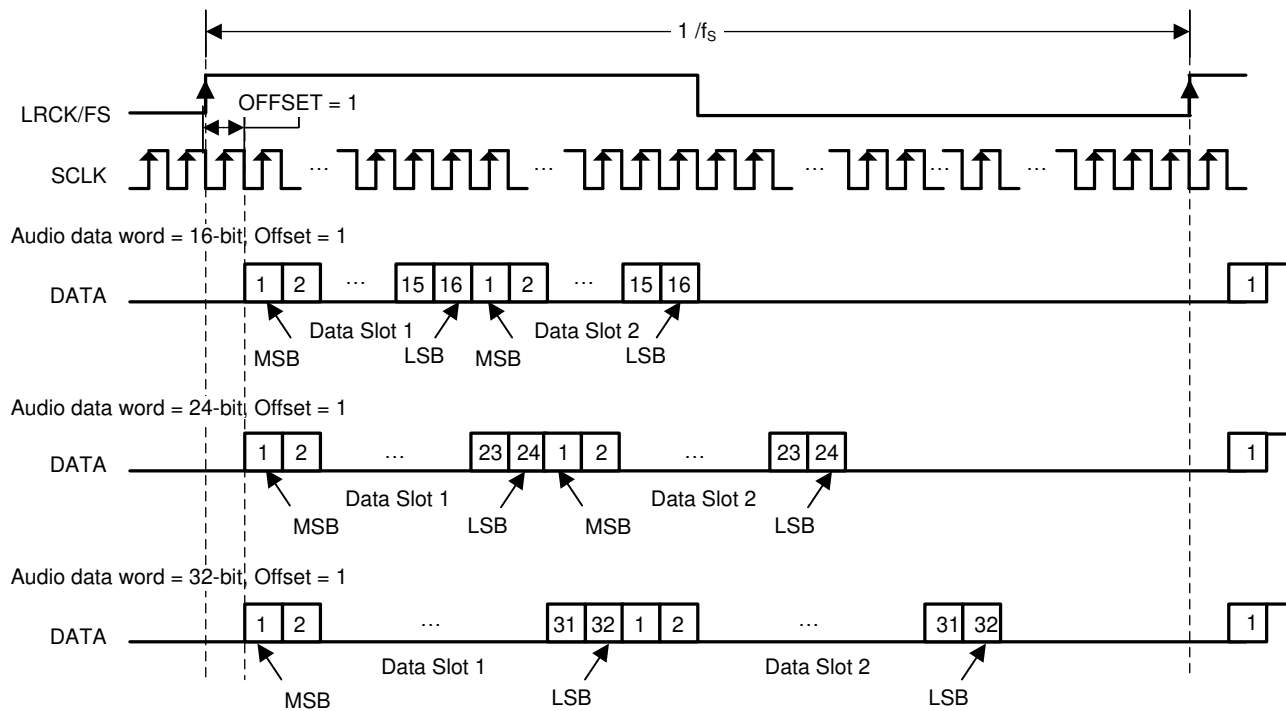 1 /fS
LRCK/FS
OFFSET = 1
SCLK
… … … … …
Audio data word = 16-bit, Offset = 1
DATA
1 2 … 15 16 1 2 … 15 16 1
Data Slot 1 Data Slot 2
MSB LSB MSB LSB
Audio data word = 24-bit, Offset = 1
DATA
1 2 … 23 24 1 2 … 23 24 1
Data Slot 1 Data Slot 2
MSB LSB MSB LSB
Audio data word = 32-bit, Offset = 1
DATA
1 2 … 31 32 1 2 … 31 32 1
Data Slot 1 Data Slot 2
MSB LSB LSB